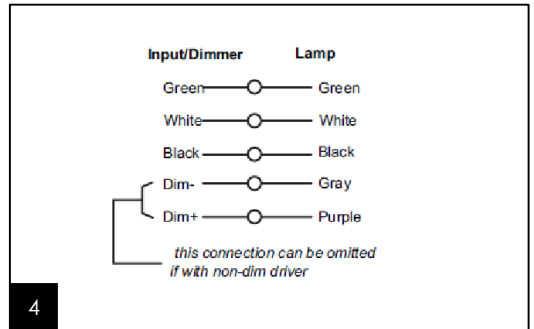 Input/Dimmer Lamp
Green Green
White White
Black Black
Dim- Gray
Dim+ Purple
this connection can be omitted
if with non-dim driver
4